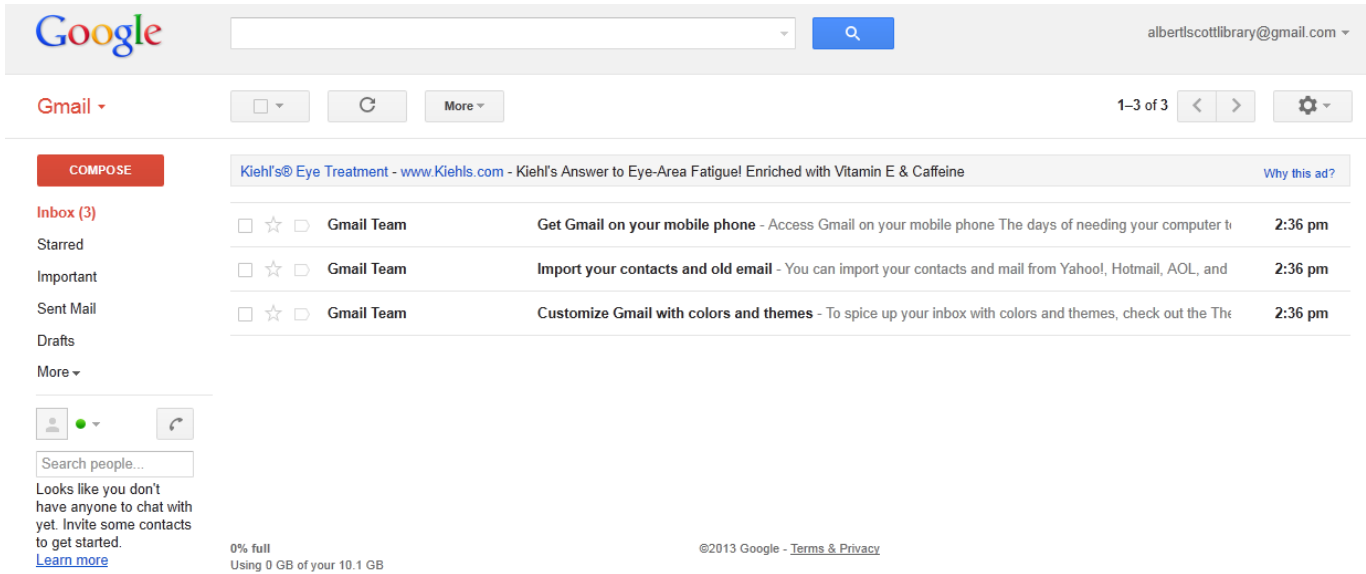 Google
albertlscottlibrary@gmail.com
Gmail
More
1–3 of 3
COMPOSE
Kiehl's® Eye Treatment - www.Kiehls.com - Kiehl's Answer to Eye-Area Fatigue! Enriched with Vitamin E & Caffeine
Why this ad?
Inbox (3)
Starred
Important
Sent Mail
Drafts
More
Gmail Team Get Gmail on your mobile phone - Access Gmail on your mobile phone The days of needing your computer to 2:36 pm
Gmail Team Import your contacts and old email - You can import your contacts and mail from Yahoo!, Hotmail, AOL, and 2:36 pm
Gmail Team Customize Gmail with colors and themes - To spice up your inbox with colors and themes, check out the The 2:36 pm
Search people...
Looks like you don't
have anyone to chat with
yet. Invite some contacts
to get started.
Learn more
0% full
Using 0 GB of your 10.1 GB
©2013 Google - Terms & Privacy